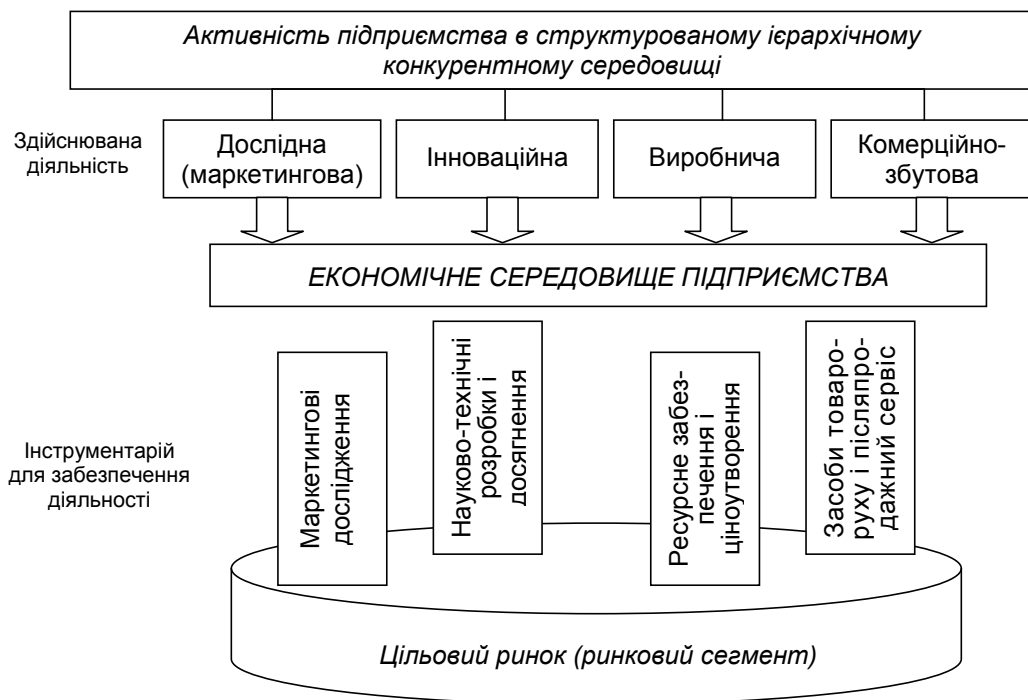 Активність підприємства в структурованому ієрархічному
конкурентному середовищі
Здійснювана
діяльність
Дослідна
(маркетингова)
Інноваційна
Виробнича
Комерційно-
збутова
ЕКОНОМІЧНЕ СЕРЕДОВИЩЕ ПІДПРИЄМСТВА
Інструментарій
для забезпечення
діяльності
Маркетингові
дослідження
Науково-технічні
розробки і
досягнення
Ресурсне забез-
печення і
ціноутворення
Засоби товаро-
руху і післяпро-
дажний сервіс
Цільовий ринок (ринковий сегмент)